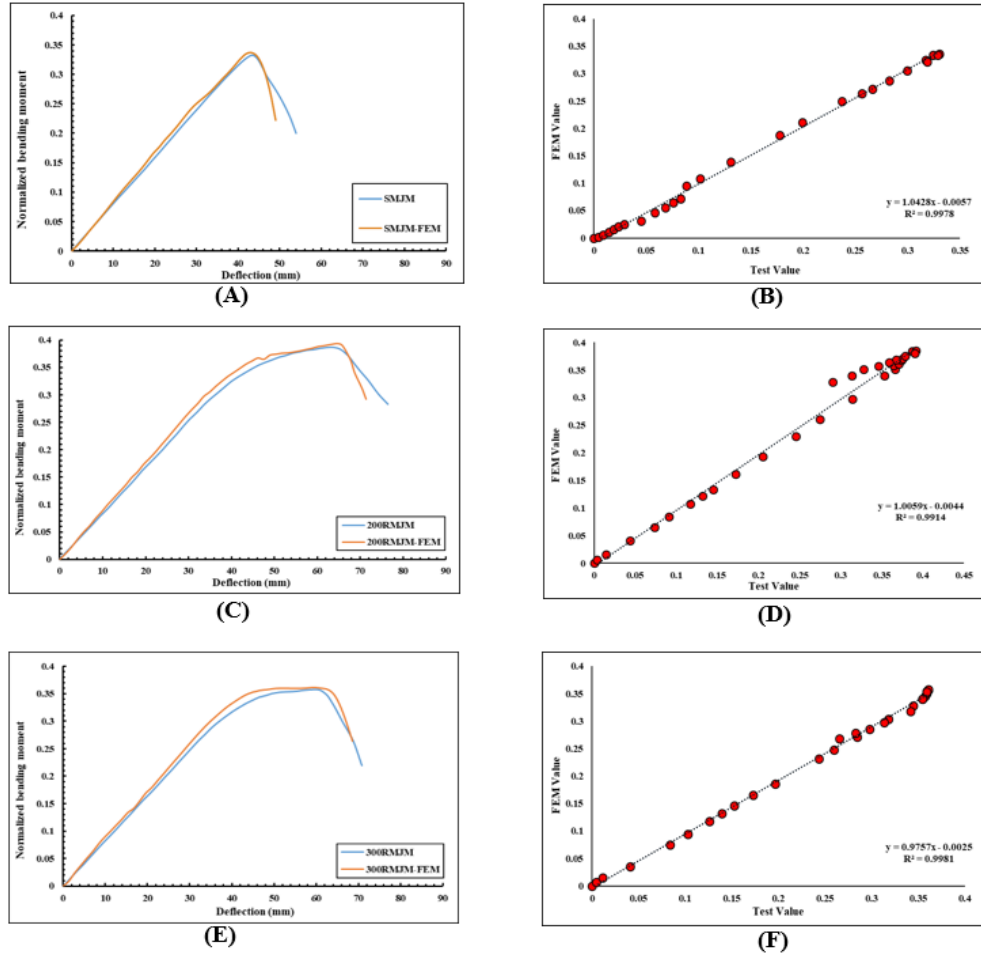 0.4
0.35
0.3
0.25
0.2
0.15
0.1
0.05
0
Normalized bending moment
SMJM
SMJM-FEM
0 10 20 30 40 50 60 70 80 90
Deflection (mm)
(A)
0.4
0.35
0.3
0.25
0.2
0.15
0.1
0.05
0
FEM Value
y = 1.0428x - 0.0057
R² = 0.9978
0 0.05 0.1 0.15 0.2 0.25 0.3 0.35
Test Value
(B)
0.4
0.35
0.3
0.25
0.2
0.15
0.1
0.05
0
Normalized bending moment
200RMJM
200RMJM-FEM
0 10 20 30 40 50 60 70 80 90
Deflection (mm)
(C)
0.4
0.35
0.3
0.25
0.2
0.15
0.1
0.05
0
FEM Value
y = 1.0059x - 0.0044
R² = 0.9914
0 0.05 0.1 0.15 0.2 0.25 0.3 0.35 0.4 0.45
Test Value
(D)
0.4
0.35
0.3
0.25
0.2
0.15
0.1
0.05
0
Normalized bending moment
300RMJM
300RMJM-FEM
0 10 20 30 40 50 60 70 80 90
Deflection (mm)
(E)
0.4
0.35
0.3
0.25
0.2
0.15
0.1
0.05
0
FEM Value
y = 0.9757x - 0.0025
R² = 0.9981
0 0.05 0.1 0.15 0.2 0.25 0.3 0.35 0.4
Test Value
(F)